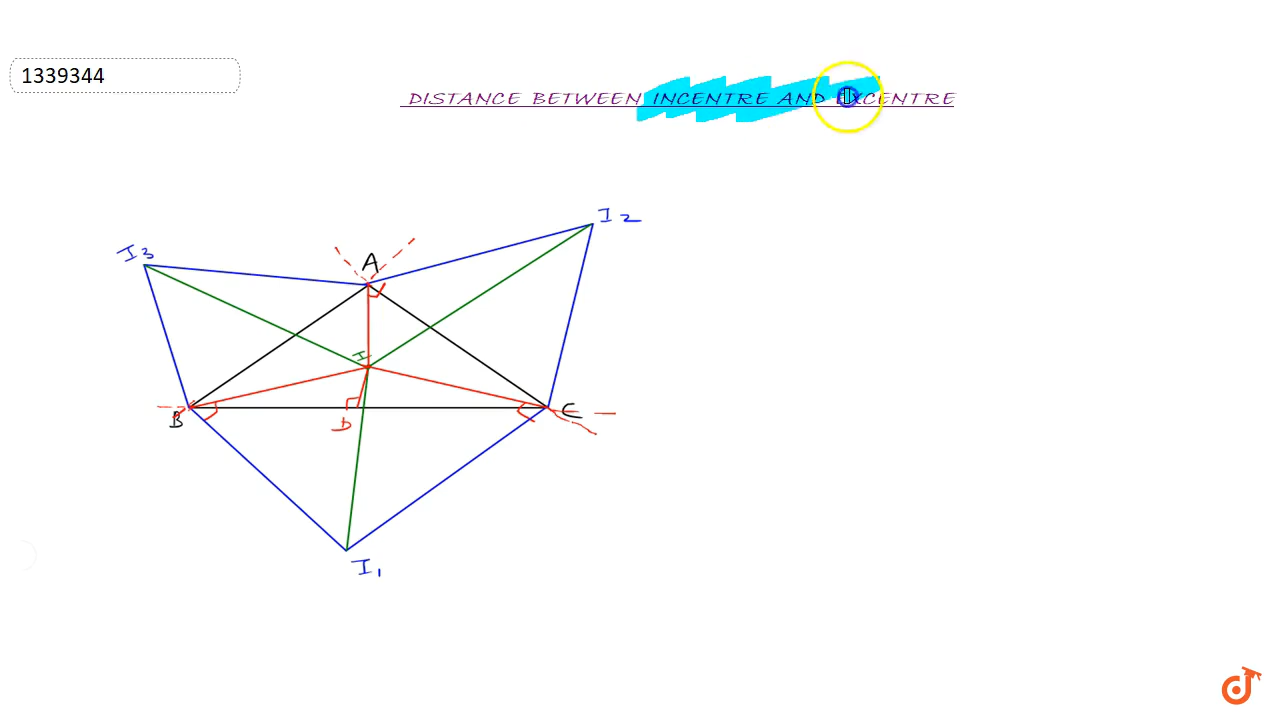 1339344
DISTANCE BETWEEN INCENTRE AND EXCENTRE
I2
I3
A
I
B
D
C
I1